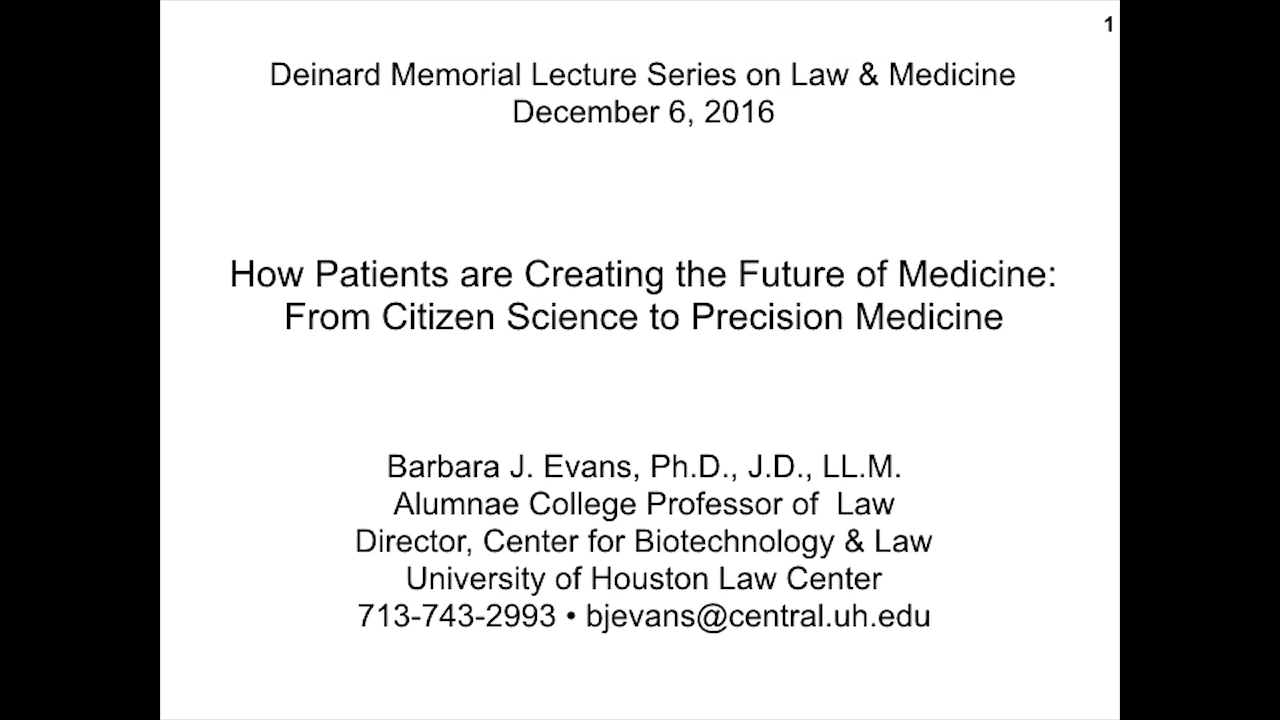 1
Deinard Memorial Lecture Series on Law & Medicine
December 6, 2016
How Patients are Creating the Future of Medicine:
From Citizen Science to Precision Medicine
Barbara J. Evans, Ph.D., J.D., LL.M.
Alumnae College Professor of  Law
Director, Center for Biotechnology & Law
University of Houston Law Center
713-743-2993 • bjevans@central.uh.edu